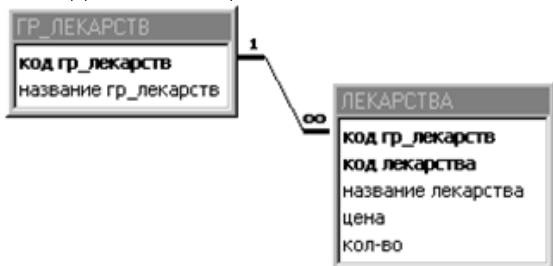 ГР_ЛЕКАРСТВ
код гр_лекарств
название гр_лекарств
1
∞
ЛЕКАРСТВА
код гр_лекарств
код лекарства
название лекарства
цена
кол-во